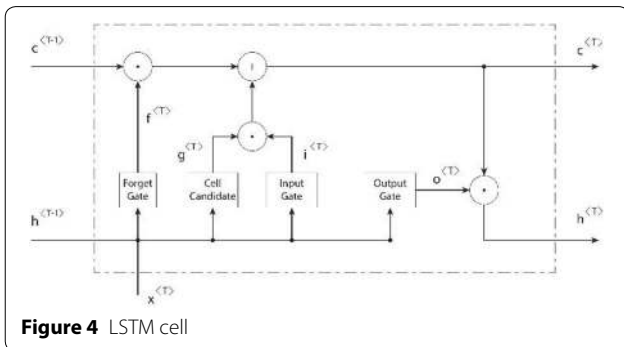 c⟨T-1⟩ c⟨T⟩
f⟨T⟩
g⟨T⟩ i⟨T⟩
o⟨T⟩
Forget Gate
Cell Candidate
Input Gate
Output Gate
h⟨T-1⟩ h⟨T⟩
x⟨T⟩
Figure 4 LSTM cell